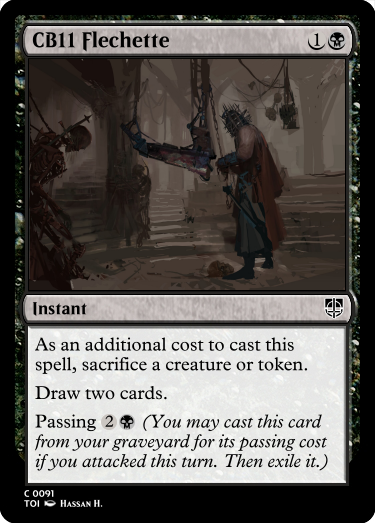 CB11 Flechette 1
Instant
As an additional cost to cast this
spell, sacrifice a creature or token.
Draw two cards.
Passing 2 (You may cast this card
from your graveyard for its passing cost
if you attacked this turn. Then exile it.)
C 0091
TOI Hassan H.